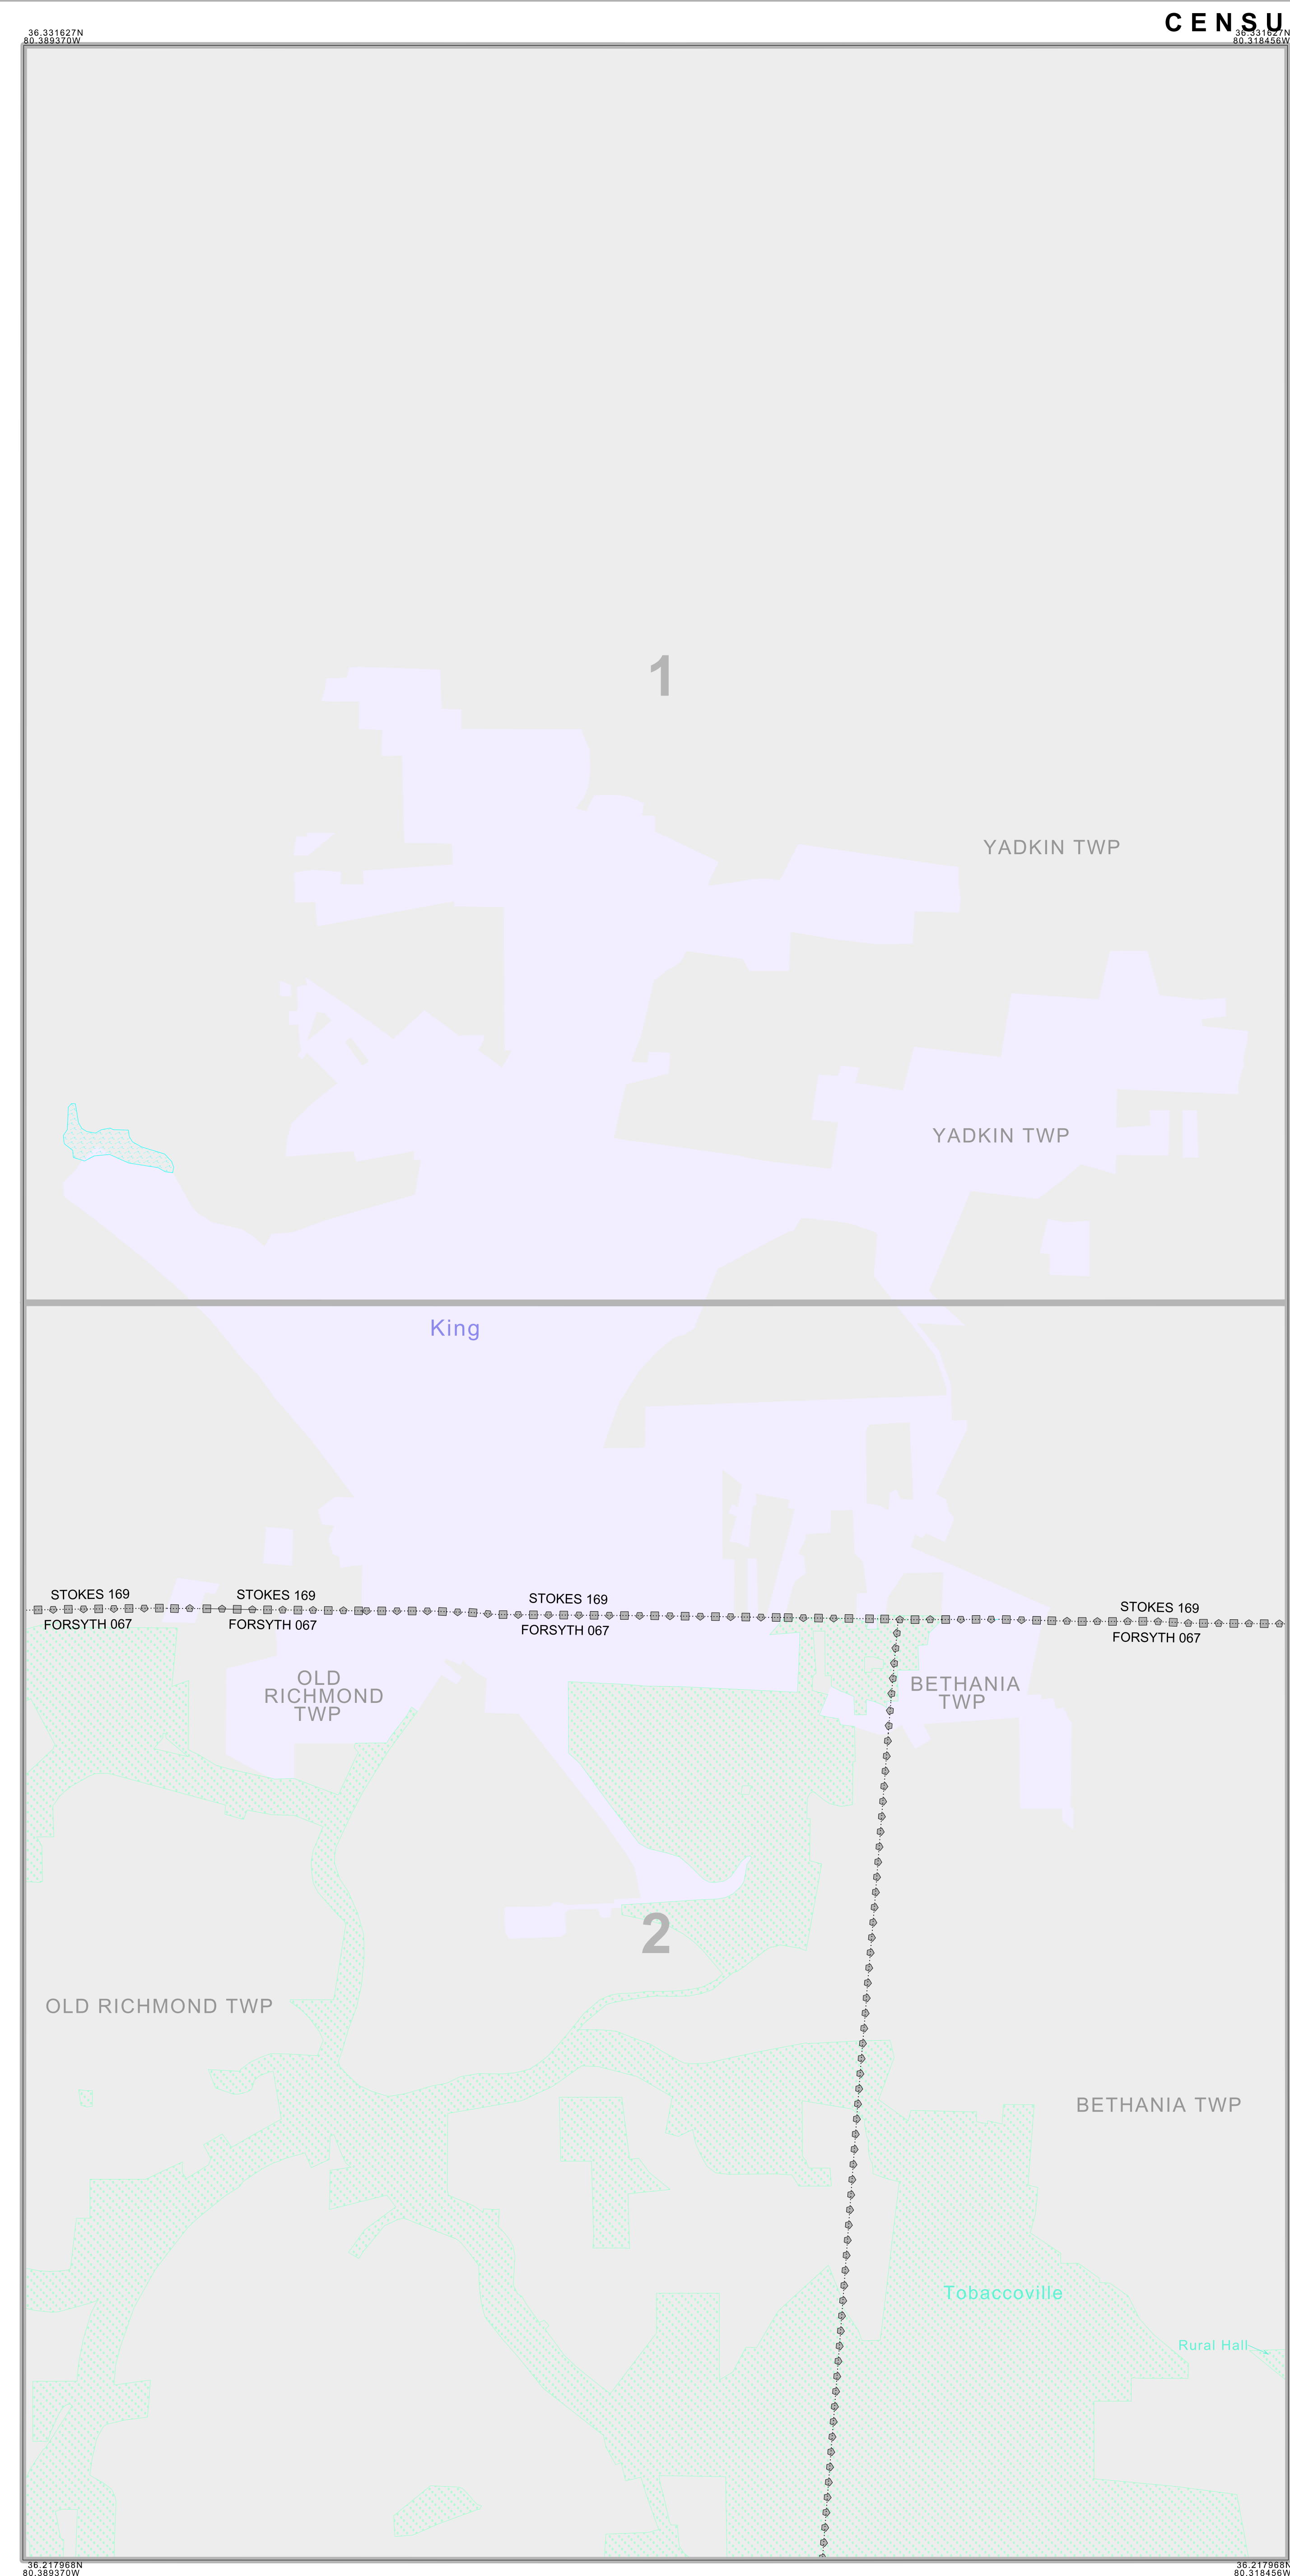 CENSU
36.331627N
80.389370W
36.331627N
80.318456W
1
YADKIN TWP
YADKIN TWP
King
STOKES 169
STOKES 169
STOKES 169
STOKES 169
FORSYTH 067
FORSYTH 067
FORSYTH 067
FORSYTH 067
OLD
RICHMOND
TWP
BETHANIA
TWP
2
OLD RICHMOND TWP
BETHANIA TWP
Tobaccoville
Rural Hall
36.217968N
80.389370W
36.217968N
80.318456W